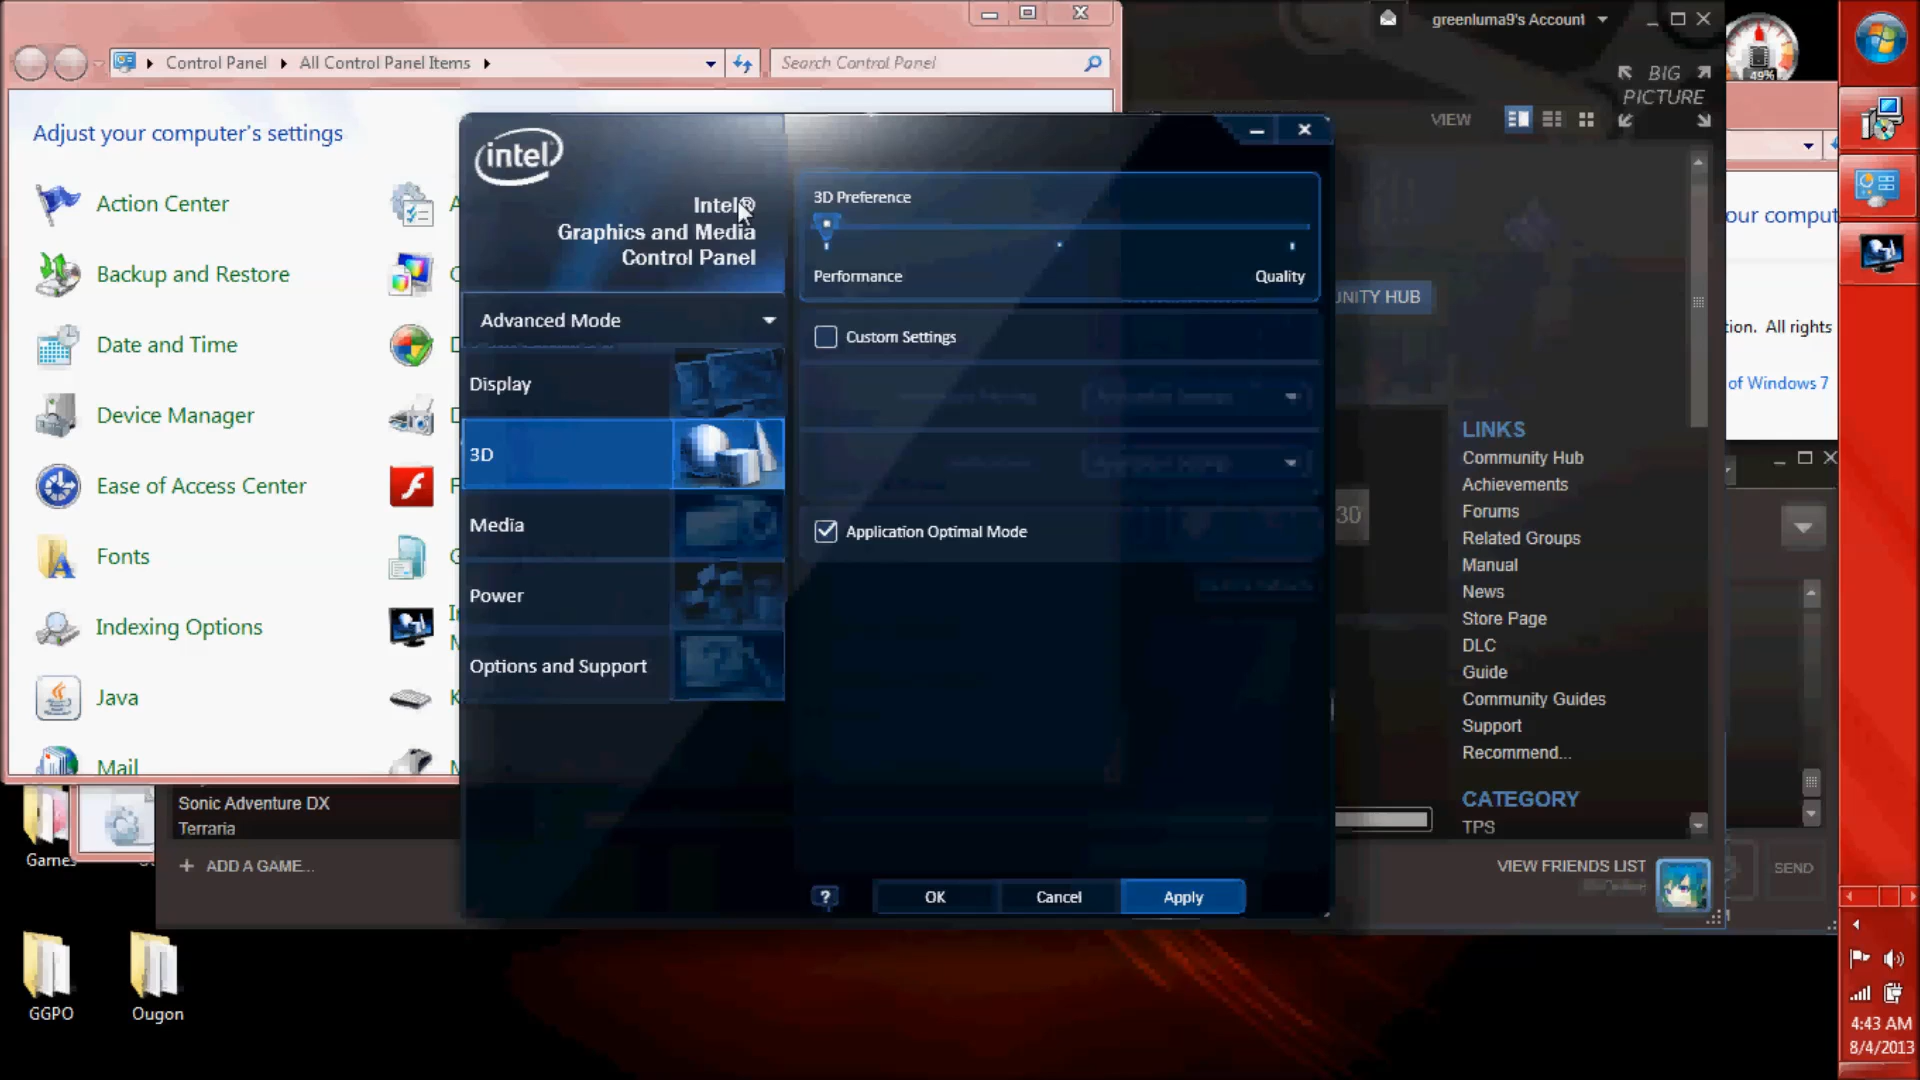 Control Panel
All Control Panel Items
Search Control Panel
greenluma9's Account
49%
BIG
PICTURE
VIEW
Adjust your computer's settings
Action Center
Backup and Restore
Date and Time
Device Manager
Ease of Access Center
Fonts
Indexing Options
Java
Mail
intel
Intel®
Graphics and Media
Control Panel
Advanced Mode
Display
3D
Media
Power
Options and Support
3D Preference
Performance
Quality
Custom Settings
Application Optimal Mode
OK
Cancel
Apply
?
NITY HUB
30
our comput
tion. All rights
of Windows 7
LINKS
Community Hub
Achievements
Forums
Related Groups
Manual
News
Store Page
DLC
Guide
Community Guides
Support
Recommend...
CATEGORY
TPS
VIEW FRIENDS LIST
SEND
Sonic Adventure DX
Terraria
+ ADD A GAME...
Games
GGPO
Ougon
4:43 AM
8/4/2013